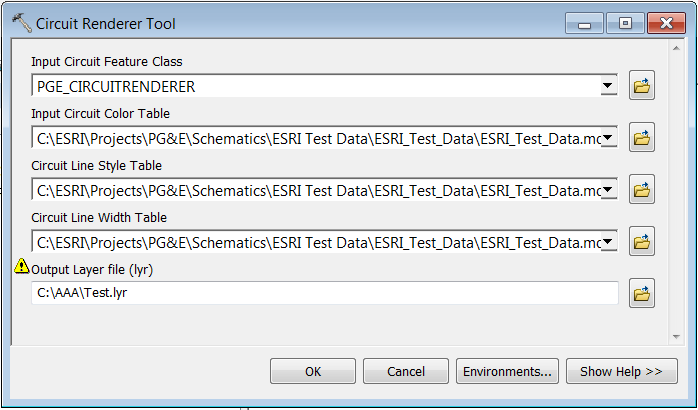 Circuit Renderer Tool
Input Circuit Feature Class
PGE_CIRCUITRENDERER
Input Circuit Color Table
C:\ESRI\Projects\PG&E\Schematics\ESRI Test Data\ESRI_Test_Data\ESRI_Test_Data.mc
Circuit Line Style Table
C:\ESRI\Projects\PG&E\Schematics\ESRI Test Data\ESRI_Test_Data\ESRI_Test_Data.mc
Circuit Line Width Table
C:\ESRI\Projects\PG&E\Schematics\ESRI Test Data\ESRI_Test_Data\ESRI_Test_Data.mc
Output Layer file (lyr)
C:\AAA\Test.lyr
OK Cancel Environments... Show Help >>